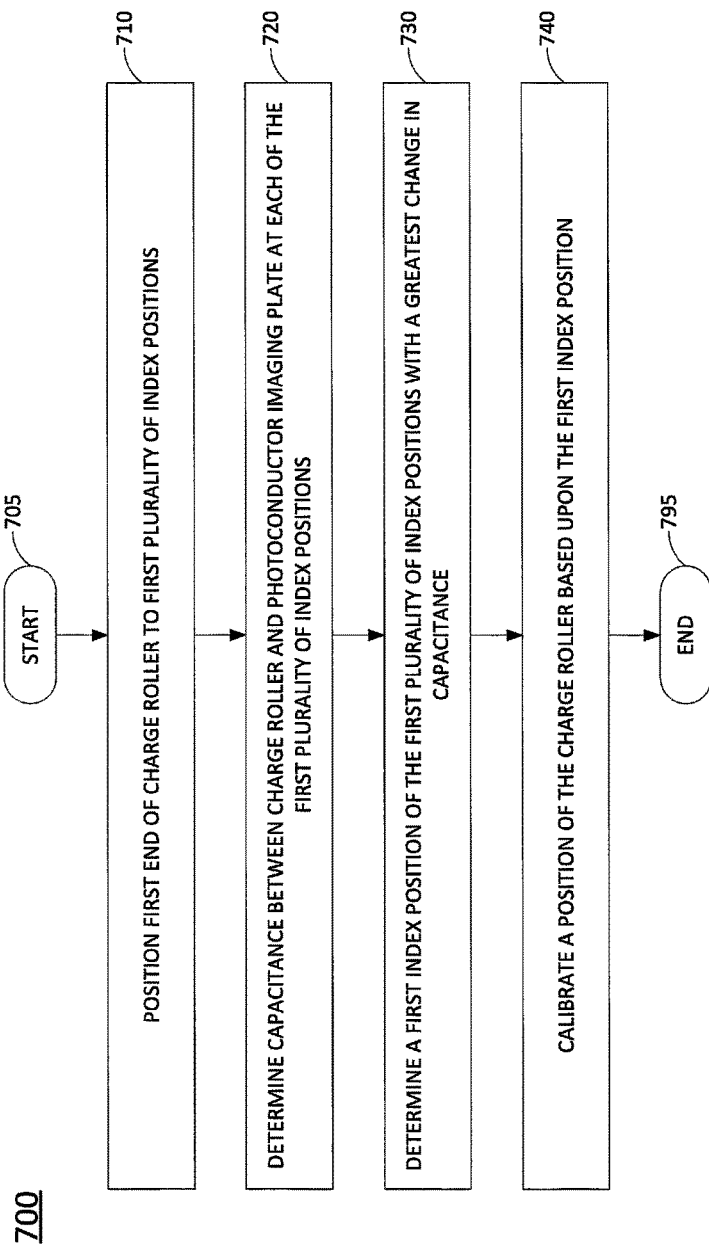 700
START
705
POSITION FIRST END OF CHARGE ROLLER TO FIRST PLURALITY OF INDEX POSITIONS
710
DETERMINE CAPACITANCE BETWEEN CHARGE ROLLER AND PHOTOCONDUCTOR IMAGING PLATE AT EACH OF THE
FIRST PLURALITY OF INDEX POSITIONS
720
DETERMINE A FIRST INDEX POSITION OF THE FIRST PLURALITY OF INDEX POSITIONS WITH A GREATEST CHANGE IN
CAPACITANCE
730
CALIBRATE A POSITION OF THE CHARGE ROLLER BASED UPON THE FIRST INDEX POSITION
740
END
795